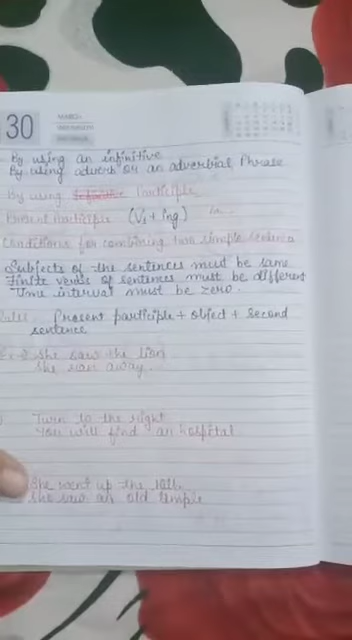 30
MARCH
By using an infinitive
By using adverb or an adverbial Phrase
By using Participle
Present Participle (V₁ + ing)
Conditions for combining two simple sentence
Subjects of the sentences must be same
Finite verbs of sentences must be different
Time interval must be zero.
Rules. Present participle + object + second
sentence
She saw the lion
She ran away.
Turn to the right
You will find an hospital
She went up the hill
She saw an old temple